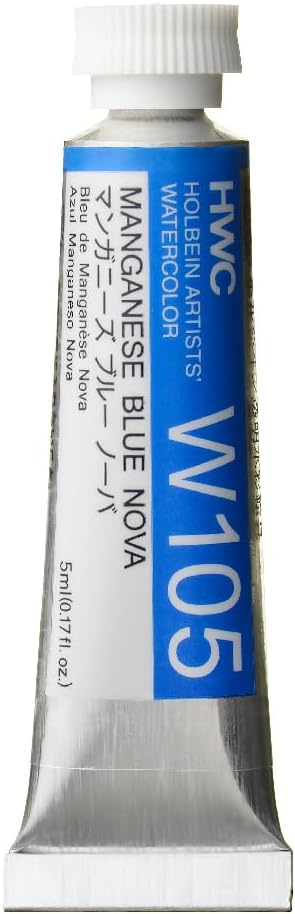 HWC
HOLBEIN ARTISTS'
WATERCOLOR
W105
MANGANESE BLUE NOVA
マンガニーズ ブルー ノーバ
Bleu de Manganèse Nova
Azul Manganeso Nova
5ml(0.17fl. oz.)